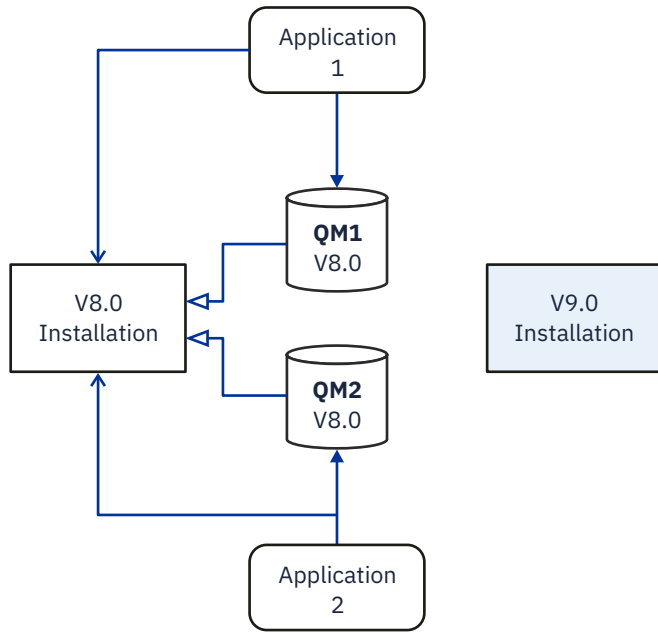 Application
1
QM1
V8.0
V8.0
Installation
V9.0
Installation
QM2
V8.0
Application
2